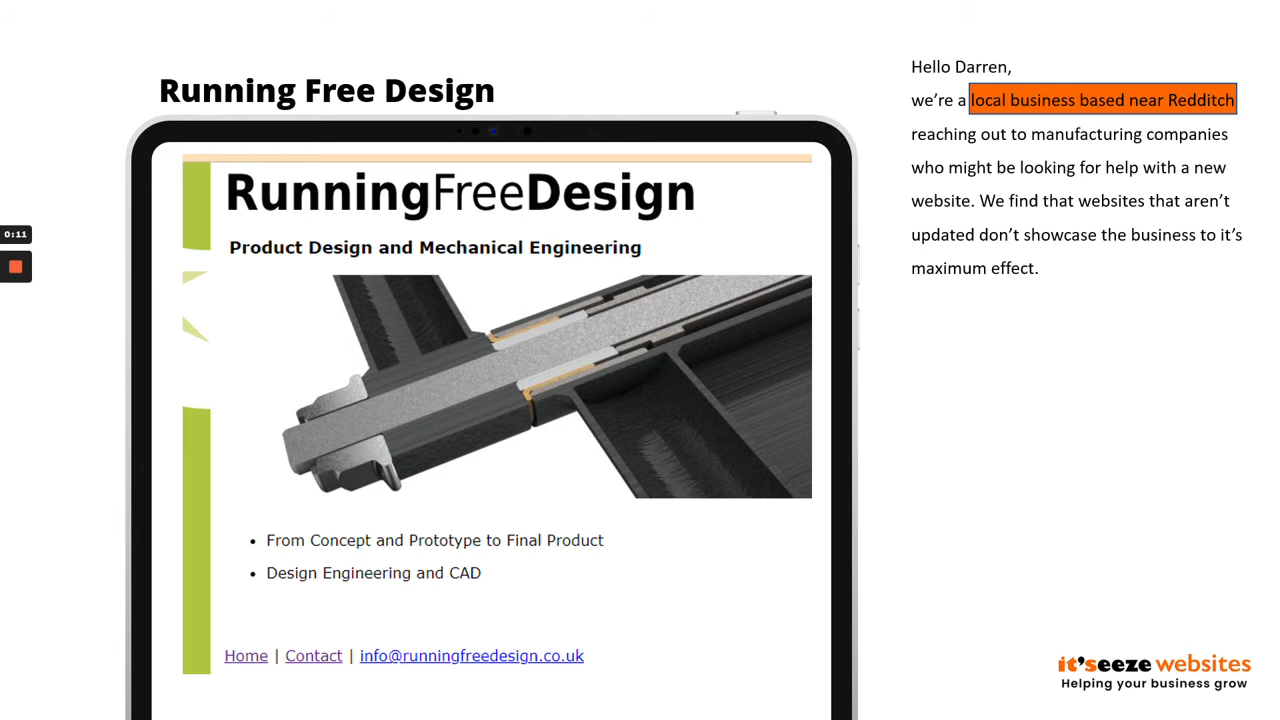 Running Free Design
RunningFreeDesign
Product Design and Mechanical Engineering
• From Concept and Prototype to Final Product
• Design Engineering and CAD
Home | Contact | info@runningfreedesign.co.uk
0:11
Hello Darren,
we’re a local business based near Redditch
reaching out to manufacturing companies
who might be looking for help with a new
website. We find that websites that aren’t
updated don’t showcase the business to it’s
maximum effect.
it’seeze websites
Helping your business grow